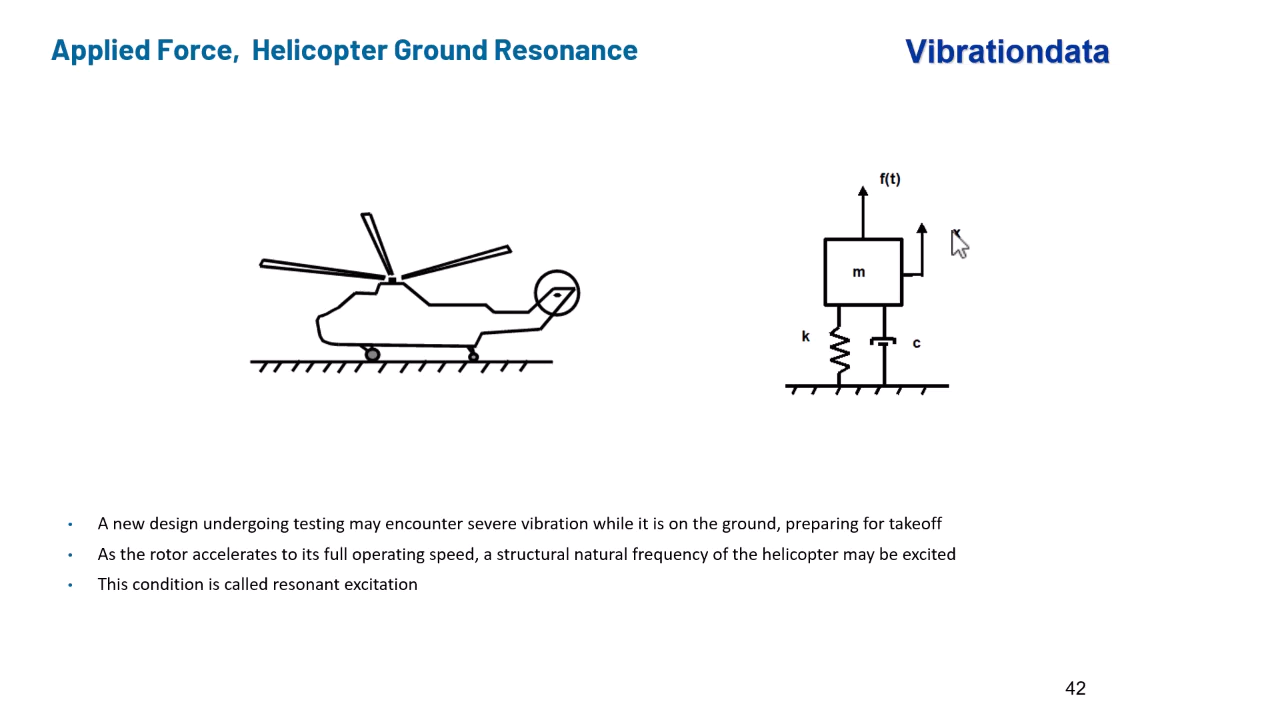 Applied Force, Helicopter Ground Resonance
Vibrationdata
f(t)
m
k
c
• A new design undergoing testing may encounter severe vibration while it is on the ground, preparing for takeoff
• As the rotor accelerates to its full operating speed, a structural natural frequency of the helicopter may be excited
• This condition is called resonant excitation
42